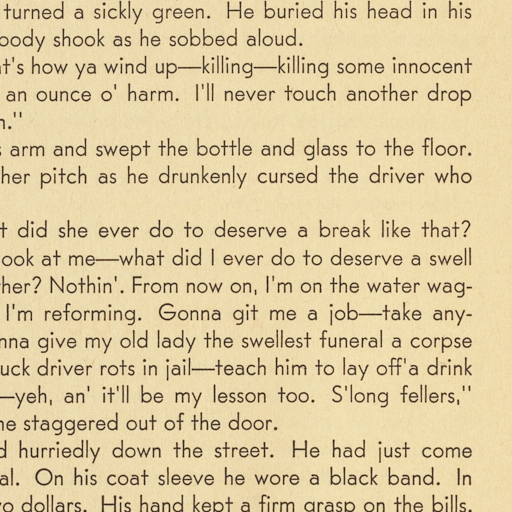 turned a sickly green. He buried his head in his
body shook as he sobbed aloud.
t's how ya wind up—killing—killing some innocent
an ounce o' harm. I'll never touch another drop
n."
s arm and swept the bottle and glass to the floor.
her pitch as he drunkenly cursed the driver who
t did she ever do to deserve a break like that?
ook at me—what did I ever do to deserve a swell
ther? Nothin'. From now on, I'm on the water wag-
I'm reforming. Gonna git me a job—take any-
nna give my old lady the swellest funeral a corpse
uck driver rots in jail—teach him to lay off'a drink
—yeh, an' it'll be my lesson too. S'long fellers,"
he staggered out of the door.
d hurriedly down the street. He had just come
al. On his coat sleeve he wore a black band. In
wo dollars. His hand kept a firm grasp on the bills.